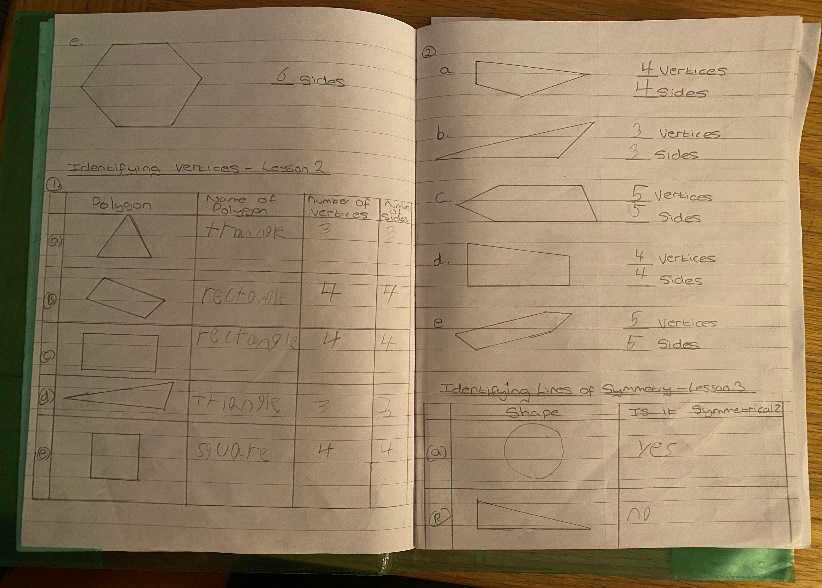 e.
6 Sides
Identifying Vertices - Lesson 2
①
Polygon Name of Polygon Number of vertices Number of sides
(a) triangle 3 3
(b) rectangle 4 4
(c) rectangle 4 4
(d) triangle 3 3
(e) square 4 4
②
a 4 Vertices
4 Sides
b. 3 Vertices
3 Sides
c. 5 Vertices
5 Sides
d. 4 Vertices
4 Sides
e 5 Vertices
5 Sides
Identifying Lines of Symmetry - Lesson 3
Shape Is it Symmetical?
(a) yes
no